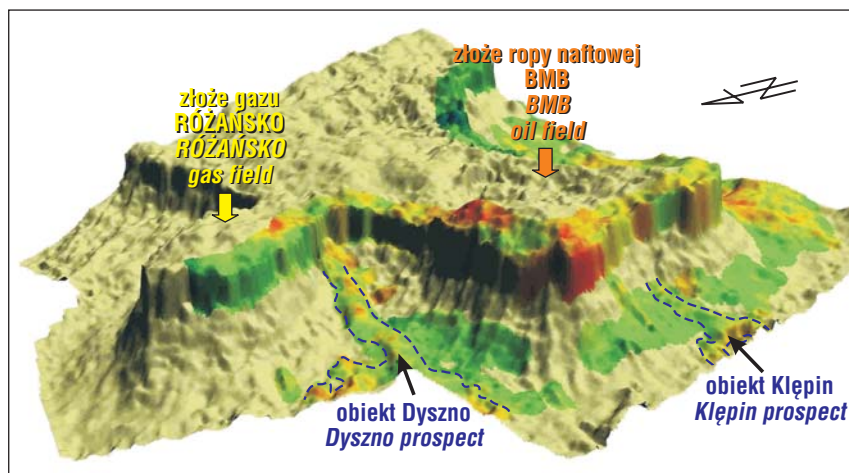 złoże gazu
RÓŻAŃSKO
RÓŻAŃSKO
gas field
złoże ropy naftowej
BMB
BMB
oil field
obiekt Dyszno
Dyszno prospect
obiekt Klępin
Klępin prospect